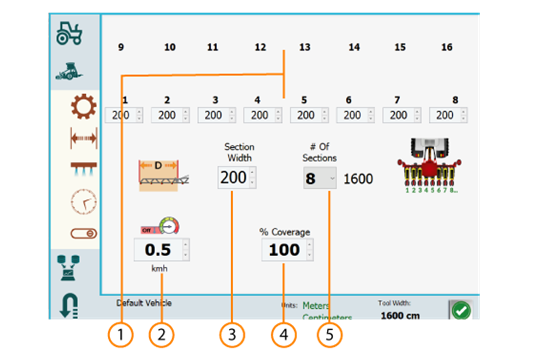 9 10 11 12 13 14 15 16
1 2 3 4 5 6 7 8
200 200 200 200 200 200 200 200
Section
Width
# Of
Sections
D
200
8 1600
1 2 3 4 5 6 7 8...
Off
0.5
kmh
% Coverage
100
Default Vehicle
Units: Meters
Centimeters
Tool Width:
1600 cm
1 2 3 4 5